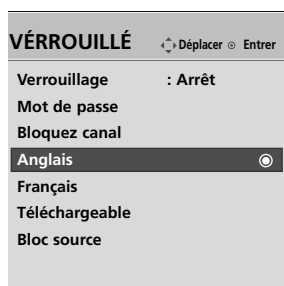 VÉRROUILLÉ Déplacer Entrer
Verrouillage : Arrêt
Mot de passe
Bloquez canal
Anglais
Français
Téléchargeable
Bloc source